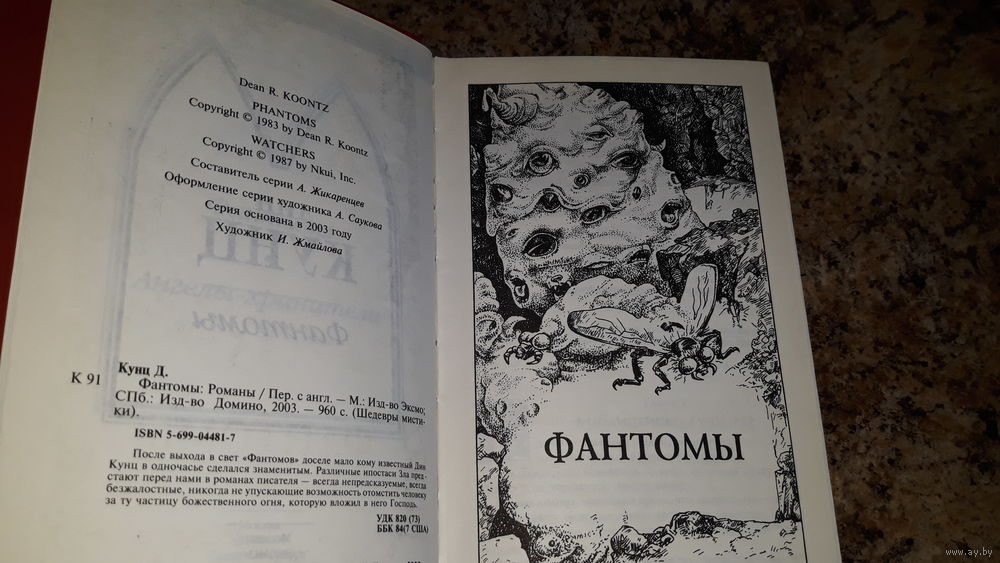 Dean R. KOONTZ
PHANTOMS
Copyright © 1983 by Dean R. Koontz
WATCHERS
Copyright © 1987 by Nkui, Inc.
Составитель серии А. Жикаренцев
Оформление серии художника А. Саукова
Серия основана в 2003 году
Художник И. Жмайлова
КУНЦ
Фантомы
Кунц Д.
К 91
Фантомы: Романы / Пер. с англ. — М.: Изд-во Эксмо;
СПб.: Изд-во Домино, 2003. — 960 с. (Шедевры мисти-
ки).
ISBN 5-699-04481-7
После выхода в свет «Фантомов» доселе мало кому известный Дин
Кунц в одночасье сделался знаменитым. Различные ипостаси Зла пред-
стают перед нами в романах писателя — всегда непредсказуемые, всегда
безжалостные, никогда не упускающие возможность отомстить человеку
за ту частицу божественного огня, которую вложил в него Господь.
УДК 820 (73)
ББК 84(7 США)
ФАНТОМЫ
www.ay.by